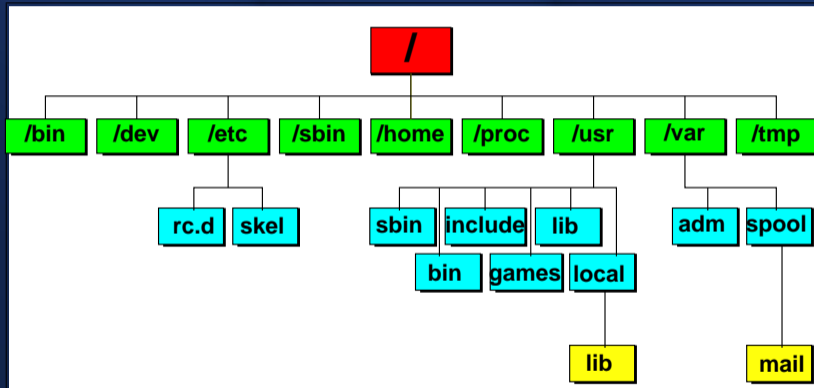 /
/bin /dev /etc /sbin /home /proc /usr /var /tmp
rc.d skel sbin include lib adm spool
bin games local
lib mail